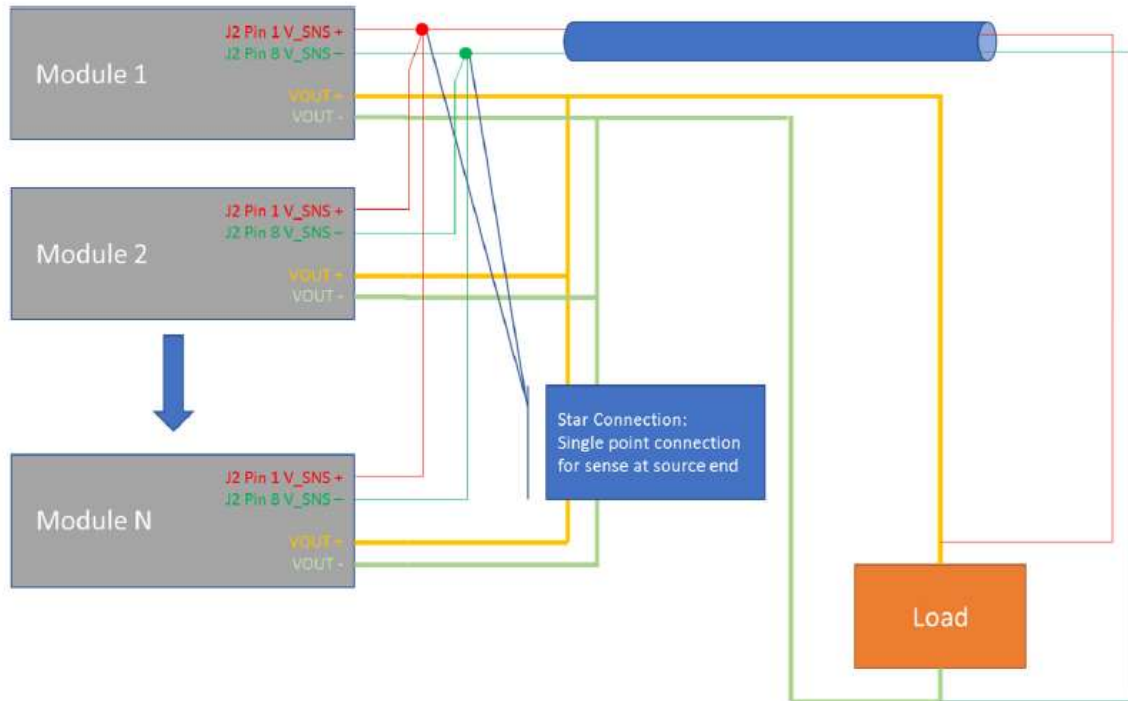 J2 Pin 1 V_SNS +
J2 Pin 8 V_SNS –
Module 1
VOUT +
VOUT -
J2 Pin 1 V_SNS +
J2 Pin 8 V_SNS –
Module 2
VOUT +
VOUT -
Star Connection:
Single point connection
for sense at source end
J2 Pin 1 V_SNS +
J2 Pin 8 V_SNS –
Module N
VOUT +
VOUT -
Load